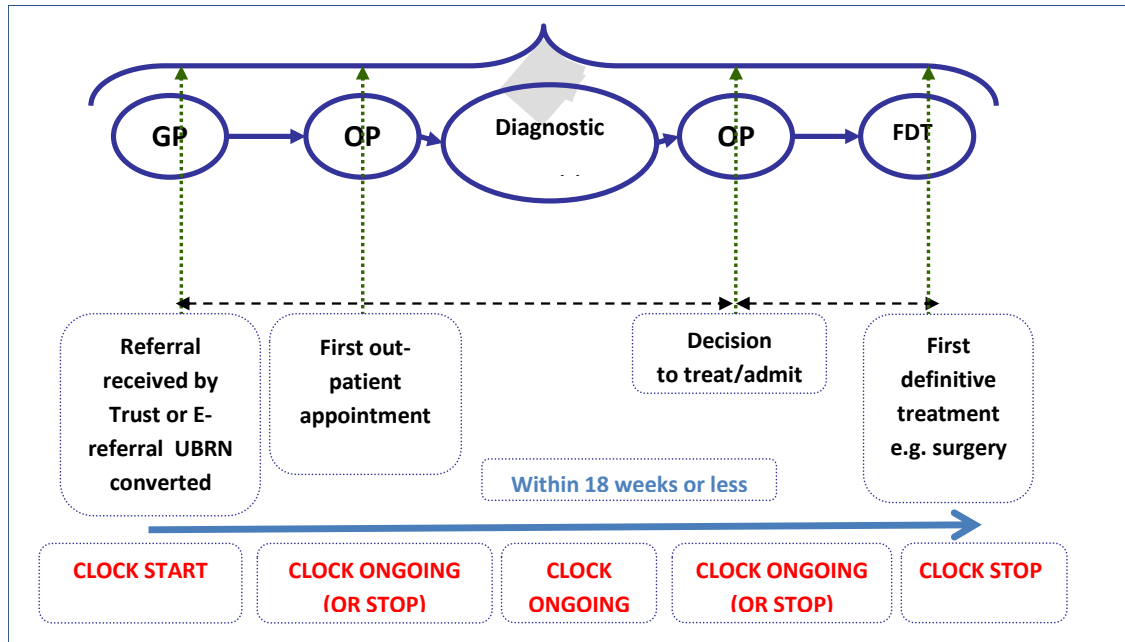 GP
OP
Diagnostic
OP
FDT
Referral
received by
Trust or E-
referral UBRN
converted
First out-
patient
appointment
Decision
to treat/admit
First
definitive
treatment
e.g. surgery
Within 18 weeks or less
CLOCK START
CLOCK ONGOING
(OR STOP)
CLOCK
ONGOING
CLOCK ONGOING
(OR STOP)
CLOCK STOP